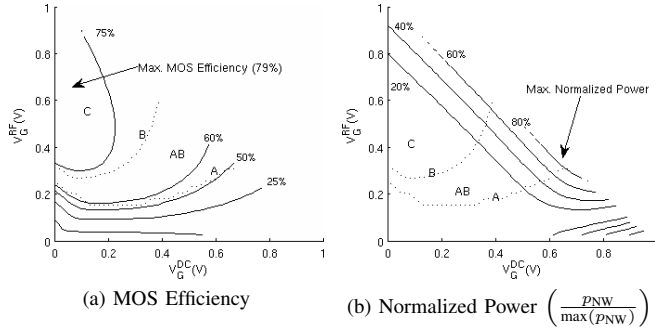 1
0.8
0.6
0.4
0.2
0
0
0.2
0.4
0.6
0.8
1
V_G^RF(V)
V_G^DC(V)
75%
Max. MOS Efficiency (79%)
C
B
AB
A
60%
50%
25%
(a) MOS Efficiency
1
0.8
0.6
0.4
0.2
0
0
0.2
0.4
0.6
0.8
V_G^RF(V)
V_G^DC(V)
40%
60%
20%
80%
Max. Normalized Power
C
B
AB
A
(b) Normalized Power (p_NW / max(p_NW))